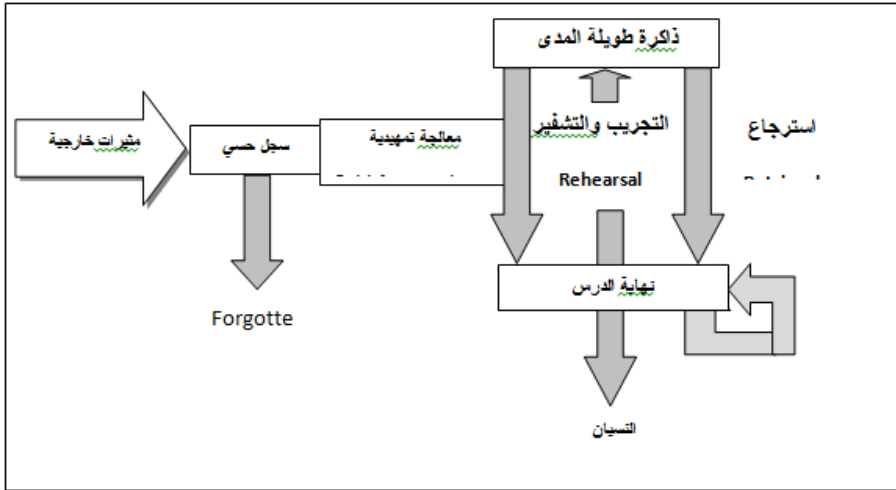 ذاكرة طويلة المدى
مثيرات خارجية
سجل حسي
معالجة تمهيدية
التجريب والتشفير
استرجاع
Rehearsal
نهاية الدرس
Forgotte
النسيان